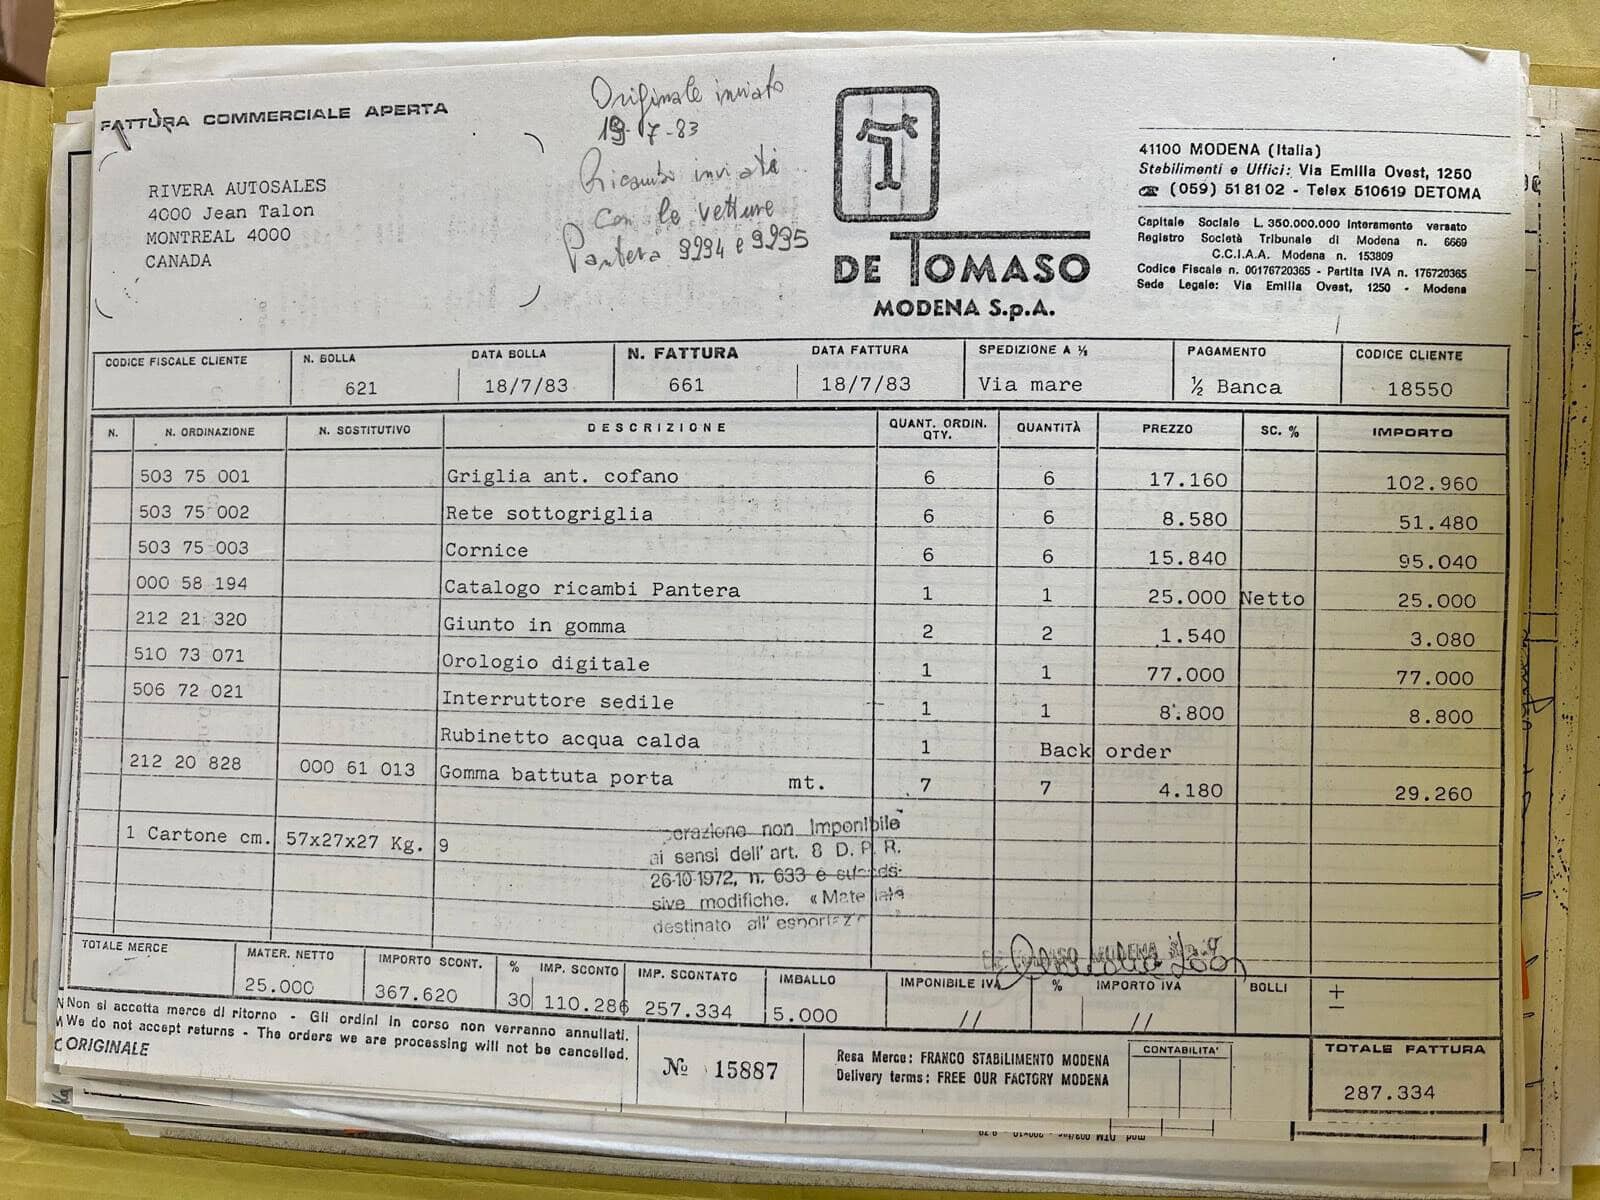 FATTURA COMMERCIALE APERTA
RIVERA AUTOSALES
4000 Jean Talon
MONTREAL 4000
CANADA
Originale inviato
19-7-83
Ricambi inviati
con le vetture
Pantera 9294 e 9295
DE TOMASO
MODENA S.p.A.
41100 MODENA (Italia)
Stabilimenti e Uffici: Via Emilia Ovest, 1250
☎ (059) 51 81 02 - Telex 510619 DETOMA
Capitale Sociale L. 350.000.000 Interamente versato
Registro Società Tribunale di Modena n. 6669
C.C.I.A.A. Modena n. 153809
Codice Fiscale n. 00176720365 - Partita IVA n. 176720365
Sede Legale: Via Emilia Ovest, 1250 - Modena
CODICE FISCALE CLIENTE N. BOLLA DATA BOLLA N. FATTURA DATA FATTURA SPEDIZIONE A ½ PAGAMENTO CODICE CLIENTE
621 18/7/83 661 18/7/83 Via mare ½ Banca 18550
N. N. ORDINAZIONE N. SOSTITUTIVO DESCRIZIONE QUANT. ORDIN. QTY. QUANTITÀ PREZZO SC. % IMPORTO
503 75 001 Griglia ant. cofano 6 6 17.160 102.960
503 75 002 Rete sottogriglia 6 6 8.580 51.480
503 75 003 Cornice 6 6 15.840 95.040
000 58 194 Catalogo ricambi Pantera 1 1 25.000 Netto 25.000
212 21 320 Giunto in gomma 2 2 1.540 3.080
510 73 071 Orologio digitale 1 1 77.000 77.000
506 72 021 Interruttore sedile 1 1 8.800 8.800
Rubinetto acqua calda 1 Back order
212 20 828 000 61 013 Gomma battuta porta mt. 7 7 4.180 29.260
1 Cartone cm. 57x27x27 Kg. 9
perazione non Imponibile
ai sensi dell'art. 8 D.P.R.
26-10-1972, n. 633 e succes-
sive modifiche. «Materiale
destinato all'esportaz
DE TOMASO MODENA S.p.A.
TOTALE MERCE MATER. NETTO IMPORTO SCONT. % IMP. SCONTO IMP. SCONTATO IMBALLO IMPONIBILE IVA % IMPORTO IVA BOLLI + −
25.000 367.620 30 110.286 257.334 5.000 // //
Non si accetta merce di ritorno - Gli ordini in corso non verranno annullati.
We do not accept returns - The orders we are processing will not be cancelled.
ORIGINALE
Nº 15887
Resa Merce: FRANCO STABILIMENTO MODENA
Delivery terms: FREE OUR FACTORY MODENA
CONTABILITA'
TOTALE FATTURA
287.334